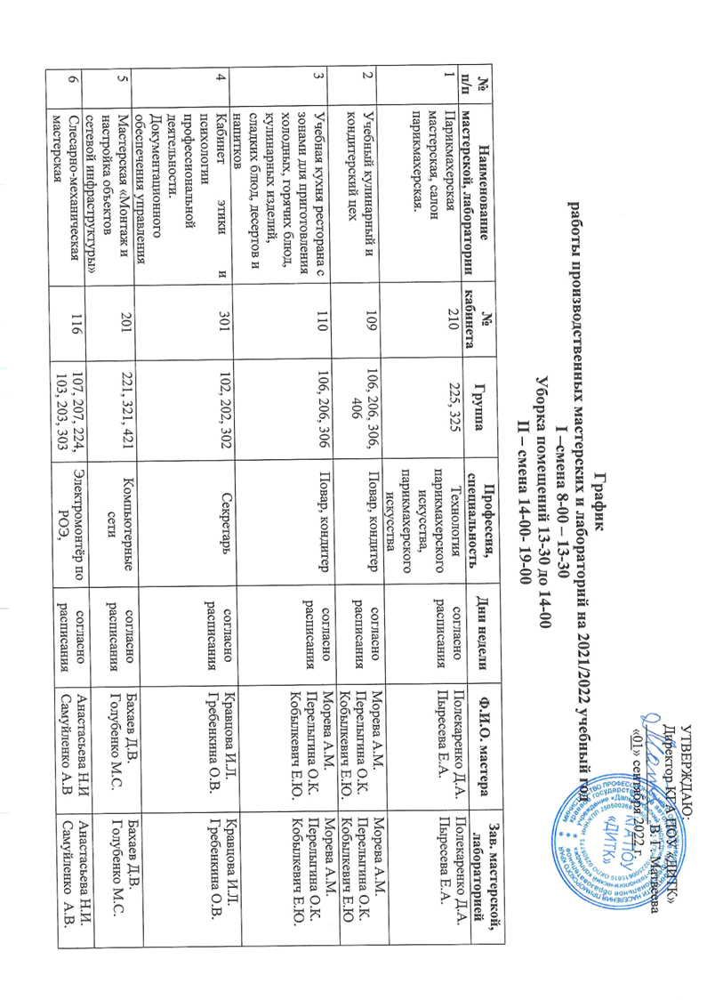 УТВЕРЖДАЮ:
Директор КГА ПОУ «ДИТК»
В. Г. Матвеева
«01» сентября 2022 г.
График
работы производственных мастерских и лабораторий на 2021/2022 учебный год
I –смена 8-00 – 13-30
Уборка помещений 13-30 до 14-00
II – смена 14-00- 19-00
№ п/п
Наименование мастерской, лаборатории
№ кабинета
Группа
Профессия, специальность
Дни недели
Ф.И.О. мастера
Зав. мастерской, лабораторией
1
Парикмахерская
мастерская, салон
парикмахерская.
210
225, 325
Технология
парикмахерского
искусства,
парикмахерского
искусства
согласно
расписания
Полекаренко Д.А.
Пыресева Е.А.
Полекаренко Д.А.
Пыресева Е.А.
2
Учебный кулинарный и
кондитерский цех
109
106, 206, 306,
406
Повар, кондитер
согласно
расписания
Морева А.М.
Перелыгина О.К.
Кобылкевич Е.Ю.
Морева А.М.
Перелыгина О.К.
Кобылкевич Е.Ю
3
Учебная кухня ресторана с
зонами для приготовления
холодных, горячих блюд,
кулинарных изделий,
сладких блюд, десертов и
напитков
110
106, 206, 306
Повар, кондитер
согласно
расписания
Морева А.М.
Перелыгина О.К.
Кобылкевич Е.Ю.
Морева А.М.
Перелыгина О.К.
Кобылкевич Е.Ю.
4
Кабинет этики и
психологии
профессиональной
деятельности.
Документационного
обеспечения управления
301
102, 202, 302
Секретарь
согласно
расписания
Кравцова И.Л.
Гребенкина О.В.
Кравцова И.Л.
Гребенкина О.В.
5
Мастерская «Монтаж и
настройка объектов
сетевой инфраструктуры»
201
221, 321, 421
Компьютерные
сети
согласно
расписания
Бахаев Д.В.
Голубенко М.С.
Бахаев Д.В.
Голубенко М.С.
6
Слесарно-механическая
мастерская
116
107, 207, 224,
103, 203, 303
Электромонтёр по
РОЭ,
согласно
расписания
Анастасьева Н.И
Самуйленко А.В
Анастасьева Н.И.
Самуйленко А.В.
КГА ПОУ
«ДИТК»